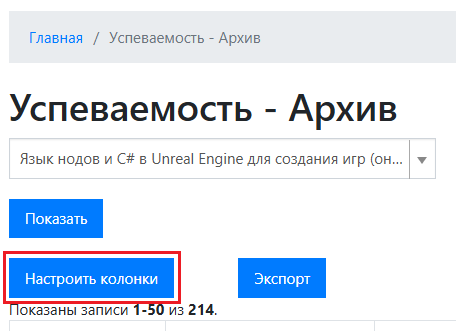 Главная / Успеваемость - Архив
Успеваемость - Архив
Язык нодов и C# в Unreal Engine для создания игр (он...
Показать
Настроить колонки Экспорт
Показаны записи 1-50 из 214.